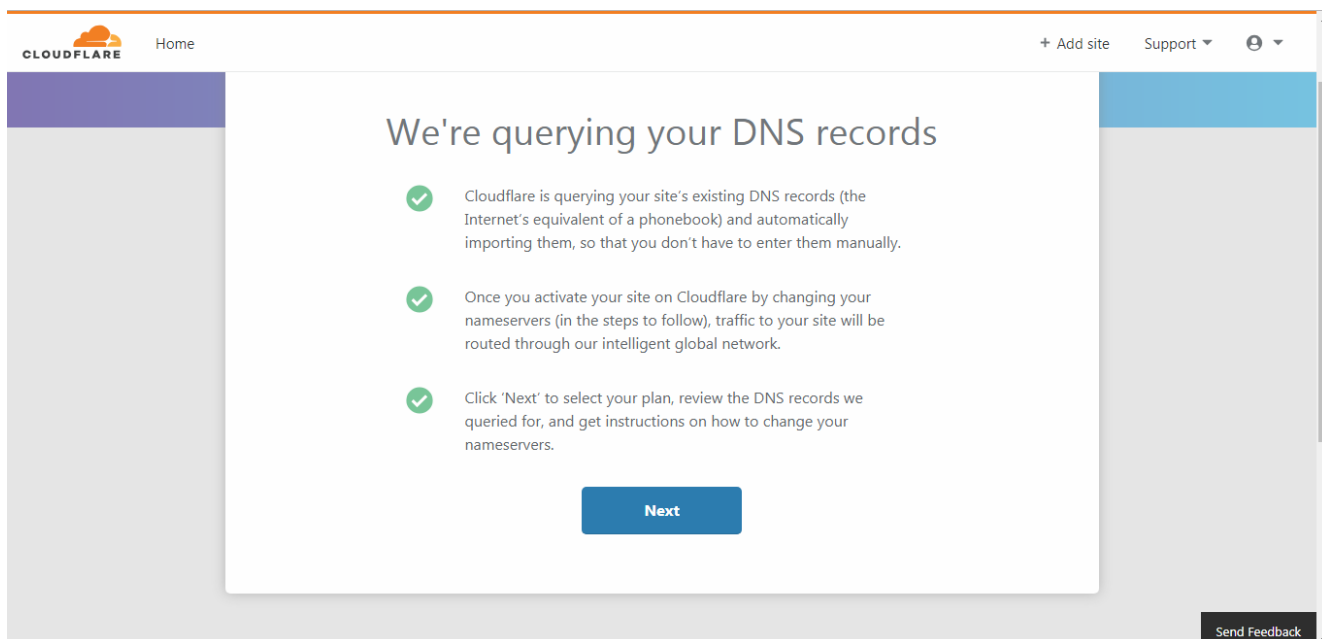 CLOUDFLARE
Home
+ Add site
Support
We're querying your DNS records
Cloudflare is querying your site's existing DNS records (the
Internet's equivalent of a phonebook) and automatically
importing them, so that you don't have to enter them manually.
Once you activate your site on Cloudflare by changing your
nameservers (in the steps to follow), traffic to your site will be
routed through our intelligent global network.
Click 'Next' to select your plan, review the DNS records we
queried for, and get instructions on how to change your
nameservers.
Next
Send Feedback